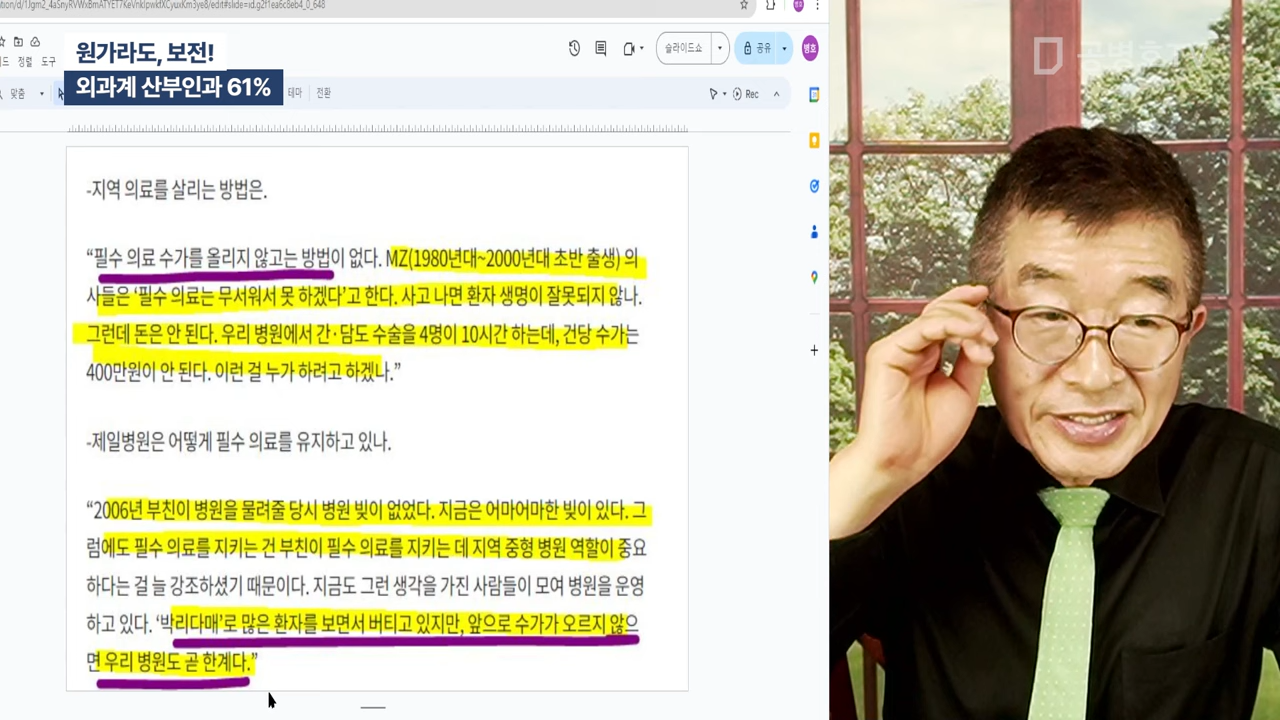 원가라도, 보전!
외과계 산부인과 61%
정렬 도구
슬라이드쇼
공유
병호
맞춤
테마 전환
Rec
-지역 의료를 살리는 방법은.
“필수 의료 수가를 올리지 않고는 방법이 없다. MZ(1980년대~2000년대 초반 출생) 의
사들은 ‘필수 의료는 무서워서 못 하겠다’고 한다. 사고 나면 환자 생명이 잘못되지 않나.
그런데 돈은 안 된다. 우리 병원에서 간·담도 수술을 4명이 10시간 하는데, 건당 수가는
400만원이 안 된다. 이런 걸 누가 하려고 하겠나.”
-제일병원은 어떻게 필수 의료를 유지하고 있나.
“2006년 부친이 병원을 물려줄 당시 병원 빚이 없었다. 지금은 어마어마한 빚이 있다. 그
럼에도 필수 의료를 지키는 건 부친이 필수 의료를 지키는 데 지역 중형 병원 역할이 중요
하다는 걸 늘 강조하셨기 때문이다. 지금도 그런 생각을 가진 사람들이 모여 병원을 운영
하고 있다. ‘박리다매’로 많은 환자를 보면서 버티고 있지만, 앞으로 수가가 오르지 않으
면 우리 병원도 곧 한계다.”